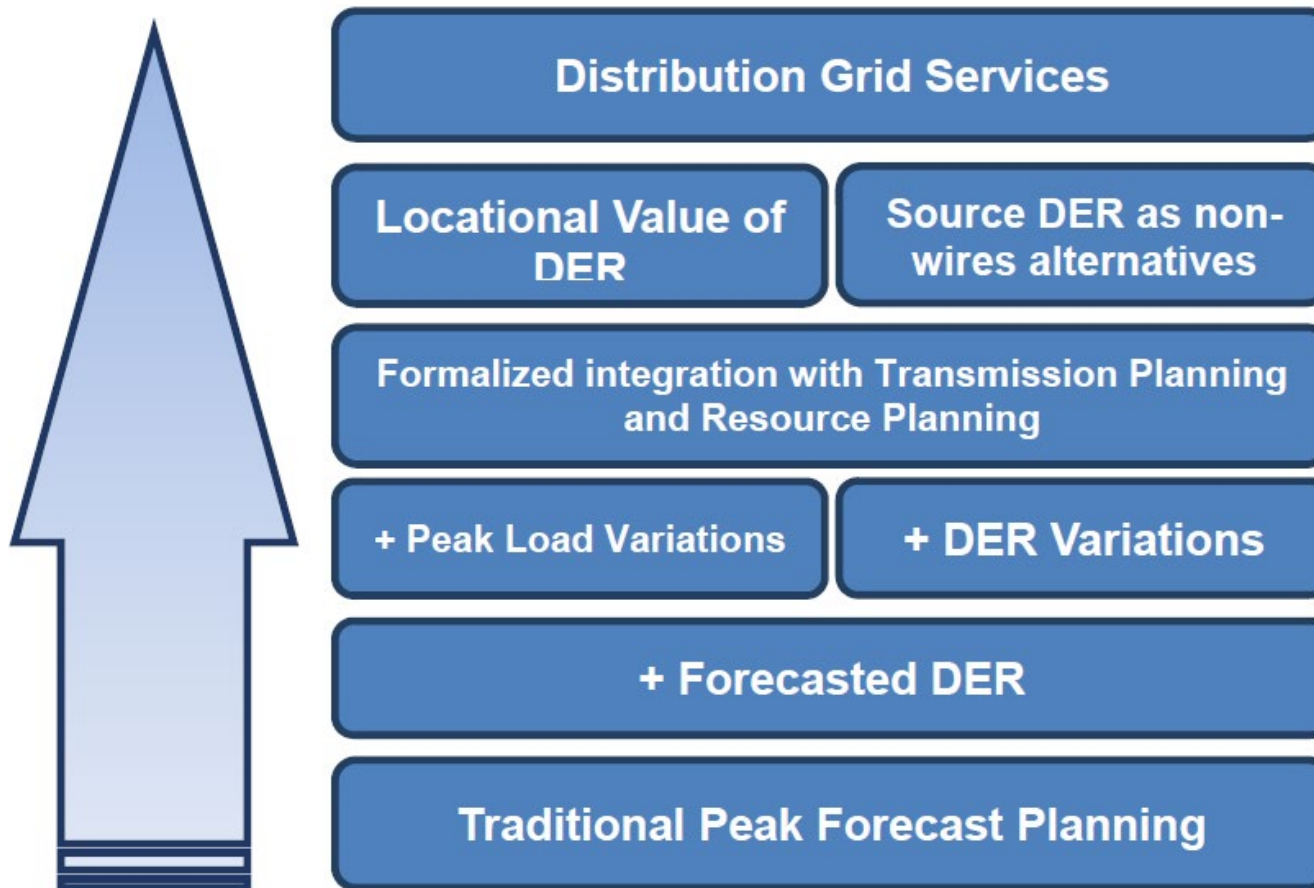 Distribution Grid Services
Locational Value of
DER
Source DER as non-
wires alternatives
Formalized integration with Transmission Planning
and Resource Planning
+ Peak Load Variations
+ DER Variations
+ Forecasted DER
Traditional Peak Forecast Planning